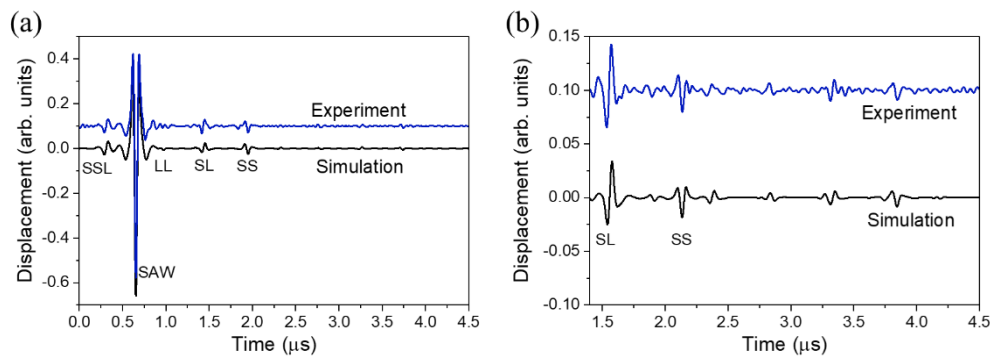 (a)
Displacement (arb. units)
0.4
0.2
0.0
-0.2
-0.4
-0.6
Experiment
SSL
LL
SL
SS
Simulation
SAW
0.0 0.5 1.0 1.5 2.0 2.5 3.0 3.5 4.0 4.5
Time (μs)
(b)
Displacement (arb. units)
0.15
0.10
0.05
0.00
-0.05
-0.10
Experiment
Simulation
SL
SS
1.5 2.0 2.5 3.0 3.5 4.0 4.5
Time (μs)